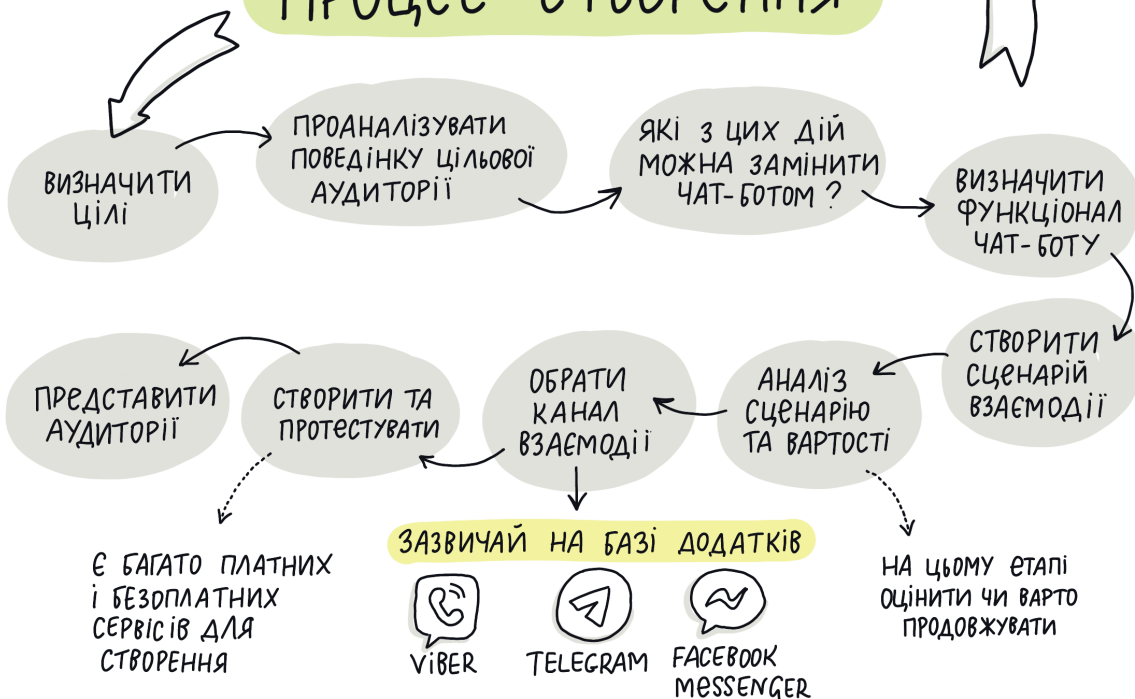 ПРОЦЕС СТВОРЕННЯ
ВИЗНАЧИТИ
ЦІЛІ
ПРОАНАЛІЗУВАТИ
ПОВЕДІНКУ ЦІЛЬОВОЇ
АУДИТОРІЇ
ЯКІ З ЦИХ ДІЙ
МОЖНА ЗАМІНИТИ
ЧАТ-БОТОМ ?
ВИЗНАЧИТИ
ФУНКЦІОНАЛ
ЧАТ-БОТУ
СТВОРИТИ
СЦЕНАРІЙ
ВЗАЄМОДІЇ
АНАЛІЗ
СЦЕНАРІЮ
ТА ВАРТОСТІ
ОБРАТИ
КАНАЛ
ВЗАЄМОДІЇ
СТВОРИТИ ТА
ПРОТЕСТУВАТИ
ПРЕДСТАВИТИ
АУДИТОРІЇ
Є БАГАТО ПЛАТНИХ
І БЕЗОПЛАТНИХ
СЕРВІСІВ ДЛЯ
СТВОРЕННЯ
ЗАЗВИЧАЙ НА БАЗІ ДОДАТКІВ
VIBER
TELEGRAM
FACEBOOK
MESSENGER
НА ЦЬОМУ ЕТАПІ
ОЦІНИТИ ЧИ ВАРТО
ПРОДОВЖУВАТИ